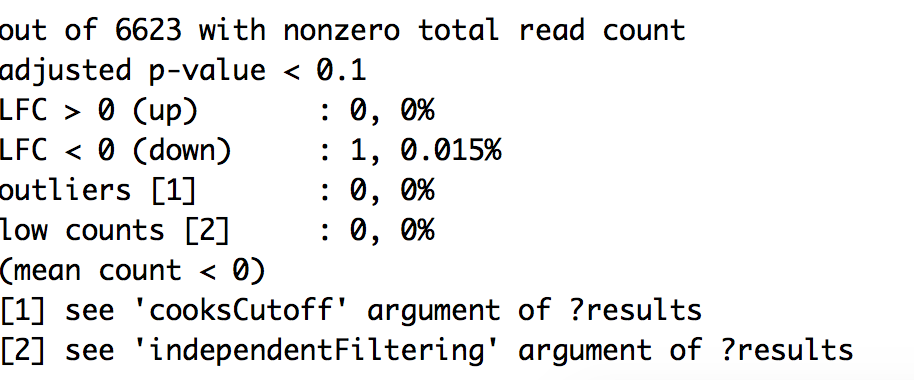 out of 6623 with nonzero total read count
adjusted p-value < 0.1
LFC > 0 (up)       : 0, 0%
LFC < 0 (down)     : 1, 0.015%
outliers [1]       : 0, 0%
low counts [2]     : 0, 0%
(mean count < 0)
[1] see 'cooksCutoff' argument of ?results
[2] see 'independentFiltering' argument of ?results